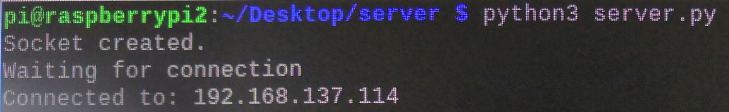 pi@raspberrypi2:~/Desktop/server $ python3 server.py
Socket created.
Waiting for connection
Connected to: 192.168.137.114